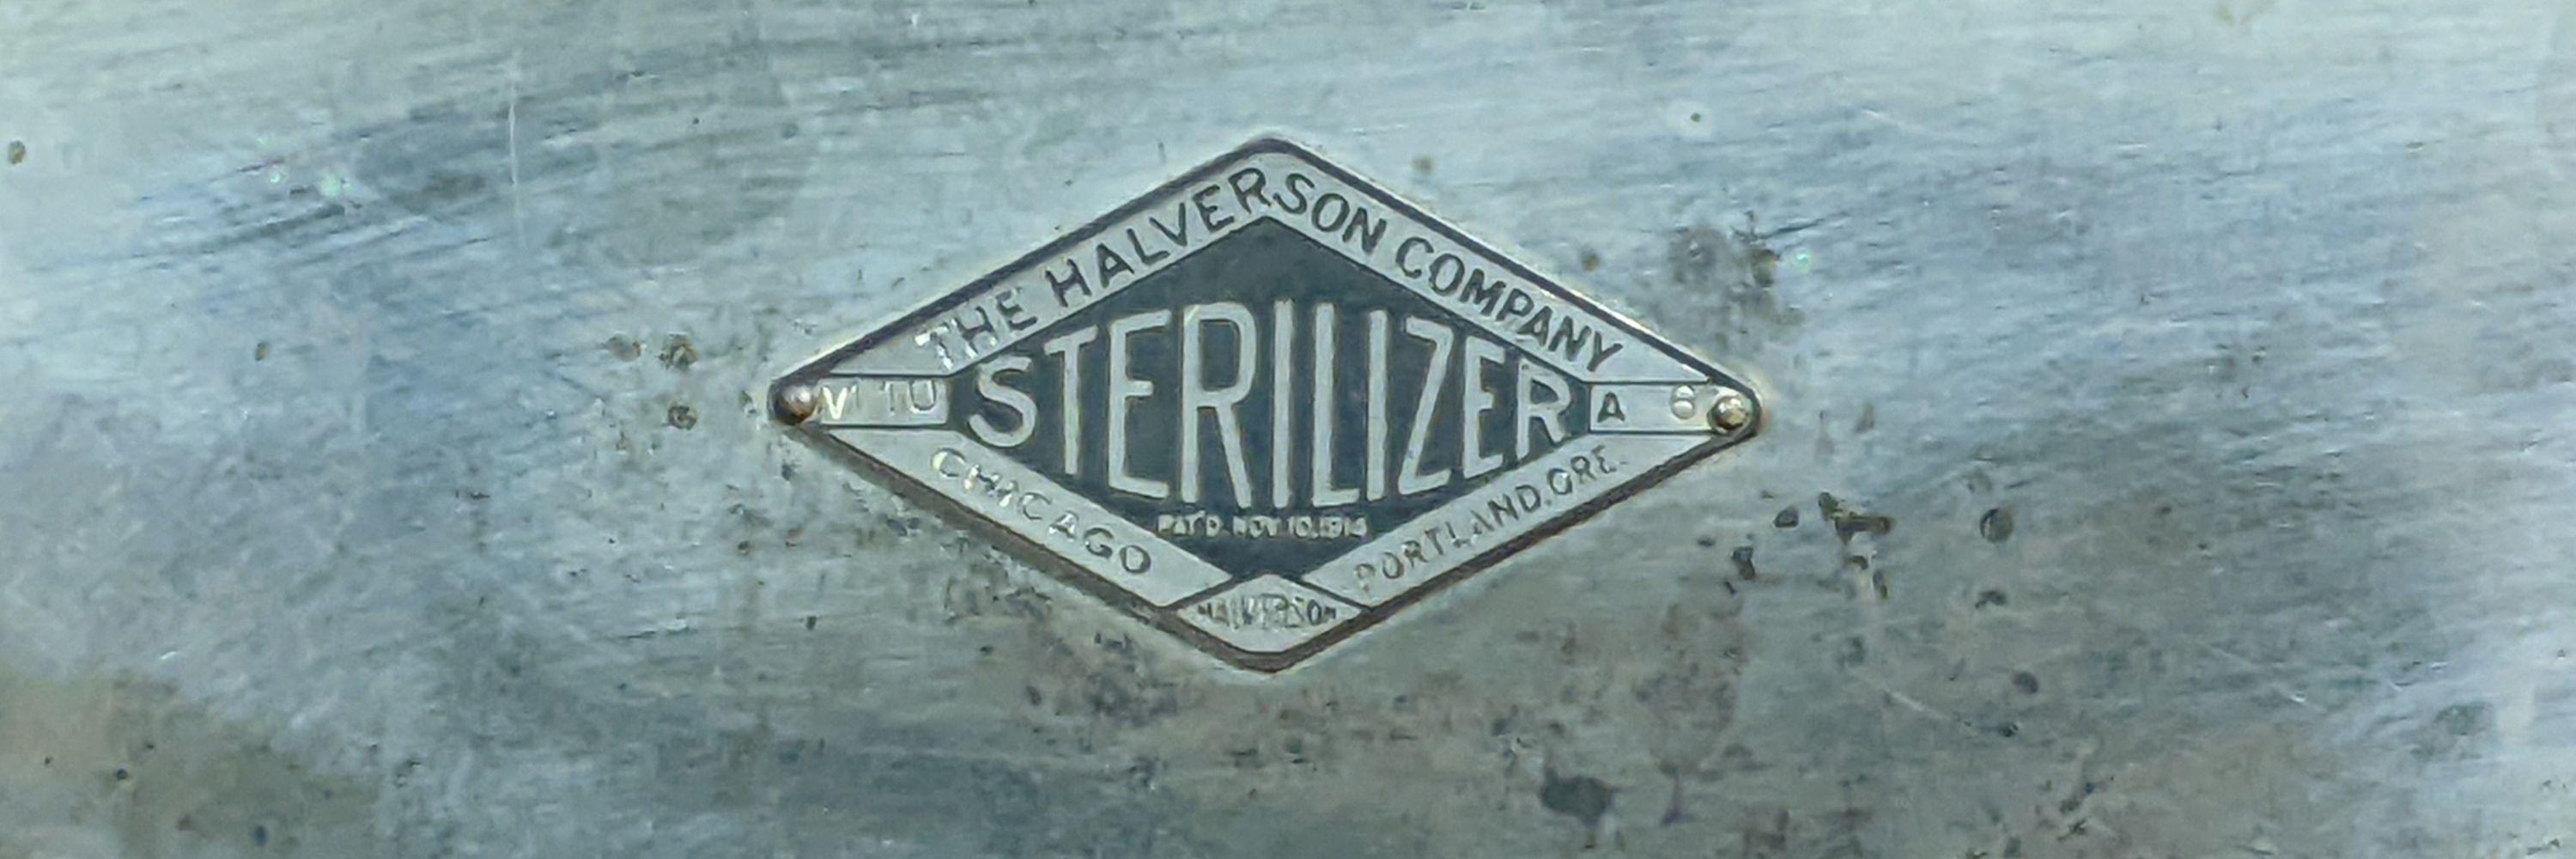 THE HALVERSON COMPANY
STERILIZER
A 6
PAT'D. NOV. 10, 1914
CHICAGO
PORTLAND, ORE.
HALVERSON